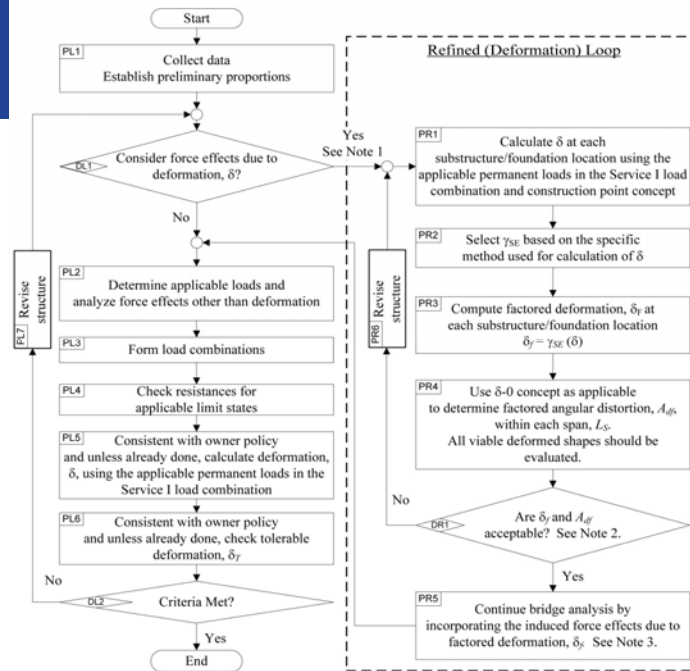 Start
PL1
Collect data
Establish preliminary proportions
DL1
Consider force effects due to
deformation, δ?
Yes
See Note 1
No
PL2
Determine applicable loads and
analyze force effects other than deformation
PL3
Form load combinations
PL4
Check resistances for
applicable limit states
PL5
Consistent with owner policy
and unless already done, calculate deformation,
δ, using the applicable permanent loads in the
Service I load combination
PL6
Consistent with owner policy
and unless already done, check tolerable
deformation, δT
DL2
Criteria Met?
No
Yes
End
PL7
Revise
structure
Refined (Deformation) Loop
PR1
Calculate δ at each
substructure/foundation location using the
applicable permanent loads in the Service I load
combination and construction point concept
PR2
Select γSE based on the specific
method used for calculation of δ
PR3
Compute factored deformation, δF at
each substructure/foundation location
δf = γSE (δ)
PR4
Use δ-0 concept as applicable
to determine factored angular distortion, Adf,
within each span, LS.
All viable deformed shapes should be
evaluated.
DR1
Are δf and Adf
acceptable? See Note 2.
No
Yes
PR5
Continue bridge analysis by
incorporating the induced force effects due to
factored deformation, δf. See Note 3.
PR6
Revise
structure